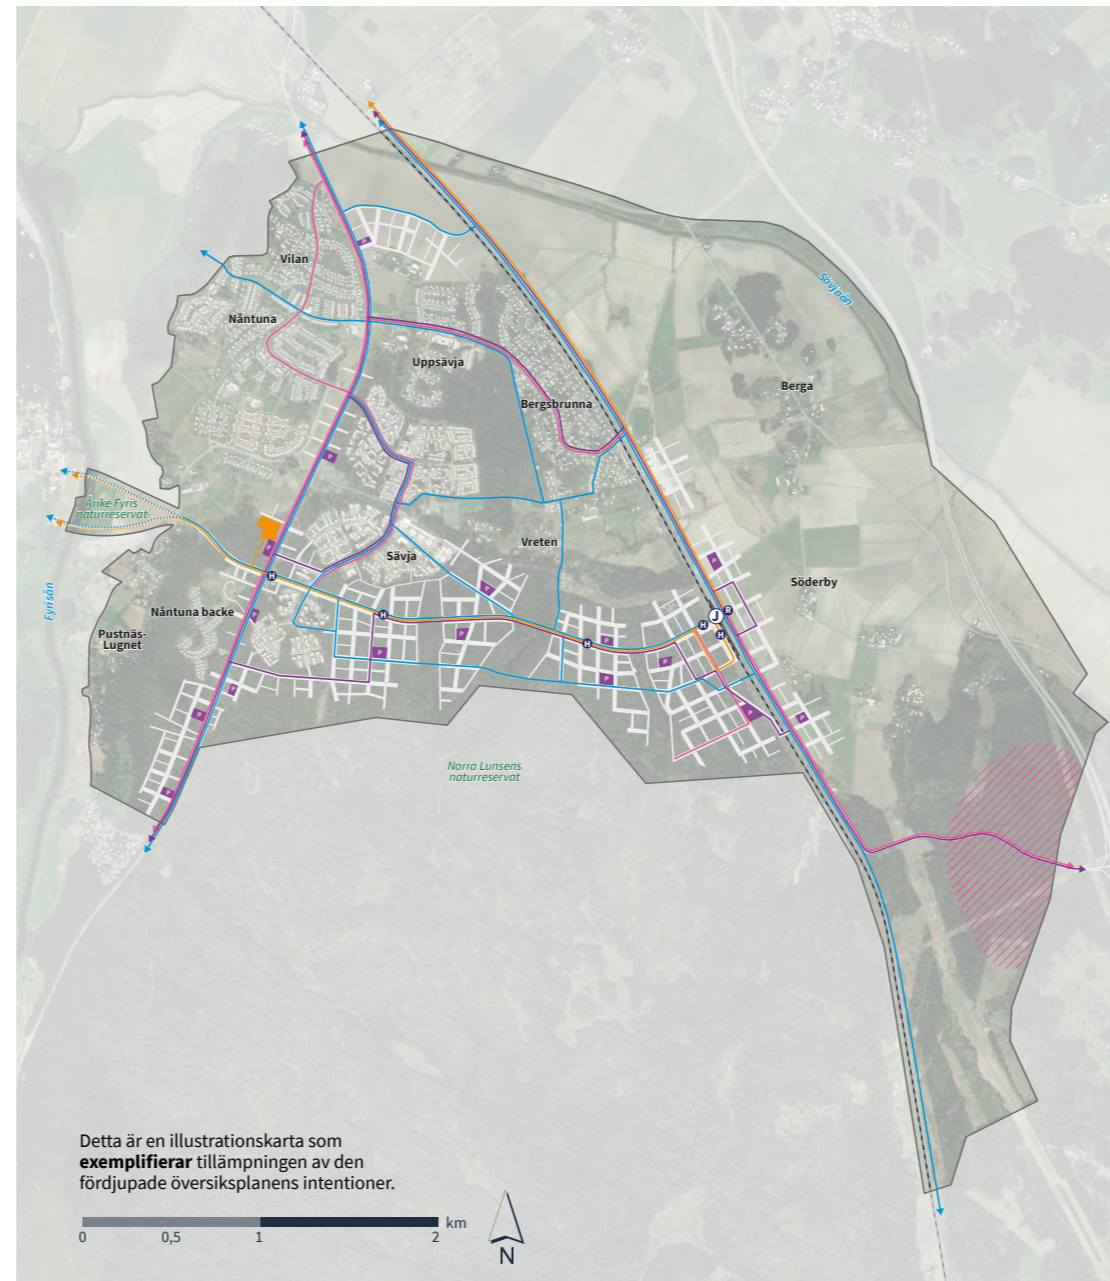 Sävjaån
Vilan
P
Nåntuna
Uppsävja
Berga
Bergsbrunna
P
Årike Fyris
naturreservat
Vreten
P
P
Sävja
H
Söderby
P
Fyrisån
Nåntuna backe
P
H
R
J
H
H
Pustnäs-
Lugnet
P
P
H
P
P
P
P
P
P
P
P
Norra Lunsens
naturreservat
P
Detta är en illustrationskarta som
exemplifierar tillämpningen av den
fördjupade översiksplanens intentioner.
km
0 0,5 1 2
N